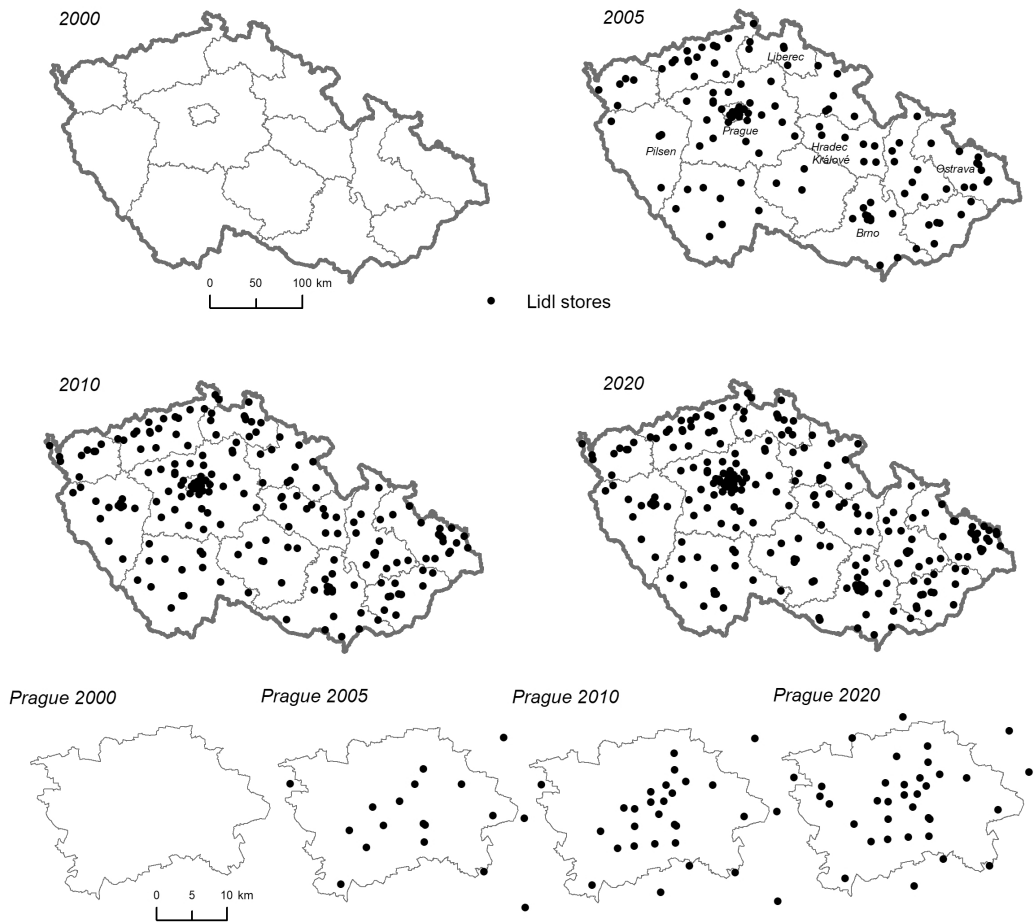 2000
2005
Liberec
Prague
Pilsen
Hradec
Králové
Ostrava
Brno
0 50 100 km
Lidl stores
2010
2020
Prague 2000
Prague 2005
Prague 2010
Prague 2020
0 5 10 km